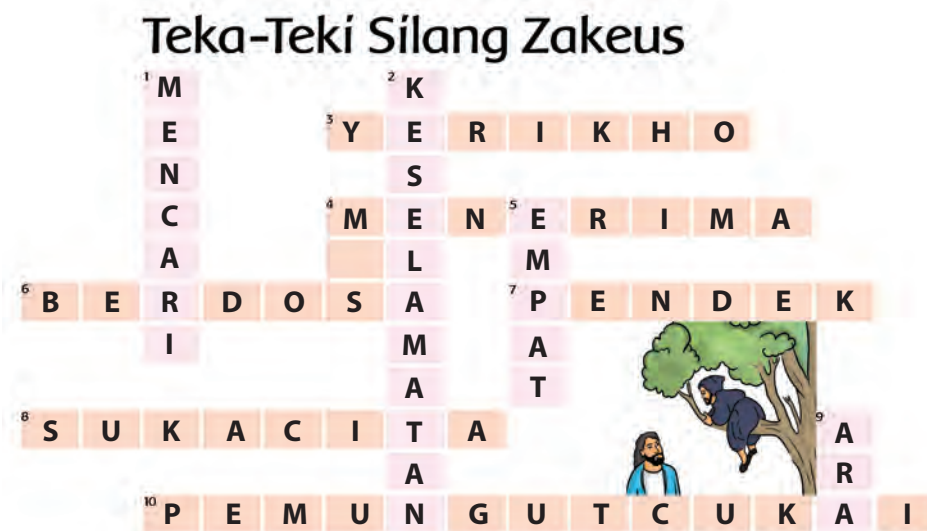 Teka-Teki Silang Zakeus
1 M 2 K
E 3 Y E R I K H O
N S
C 4 M E N 5 E R I M A
A L M
6 B E R D O S A 7 P E N D E K
I M A
A T
8 S U K A C I T A 9 A
A R
10 P E M U N G U T C U K A I